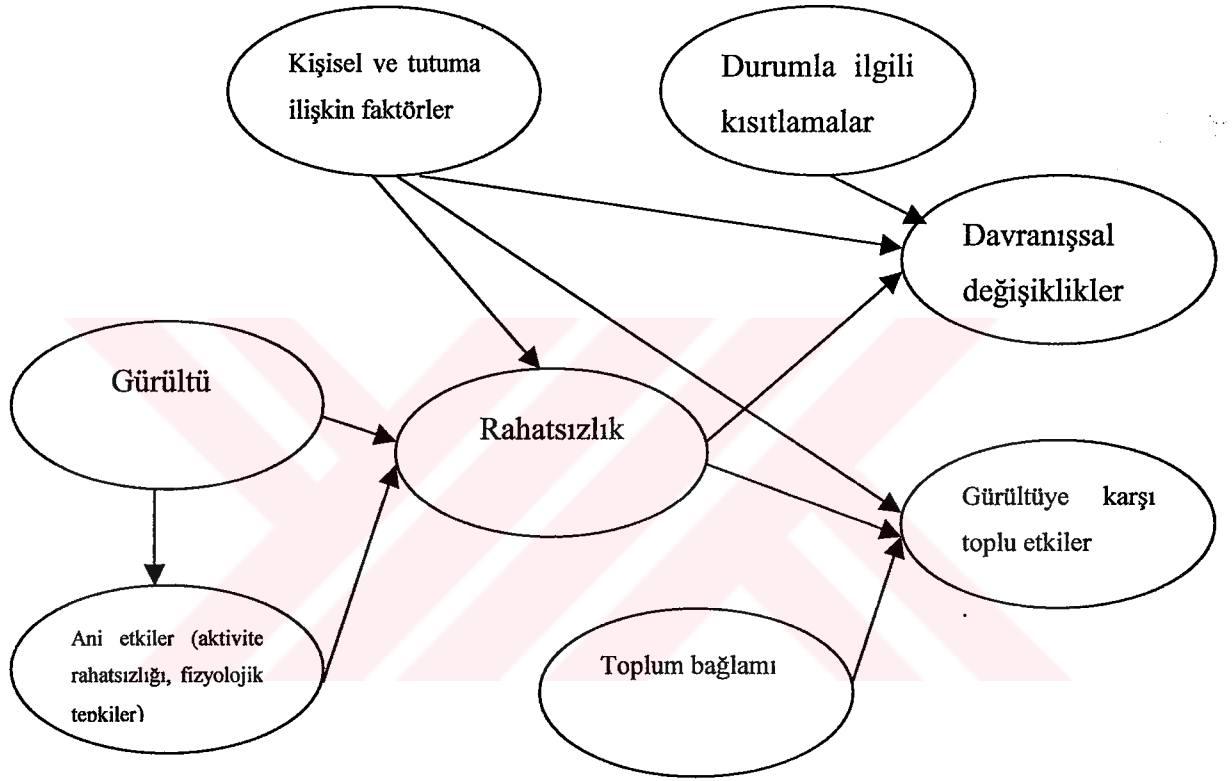 Kişisel ve tutuma
ilişkin faktörler
Durumla ilgili
kısıtlamalar
Davranışsal
değişiklikler
Gürültü
Rahatsızlık
Gürültüye karşı
toplu etkiler
Ani etkiler (aktivite
rahatsızlığı, fizyolojik
tepkiler)
Toplum bağlamı